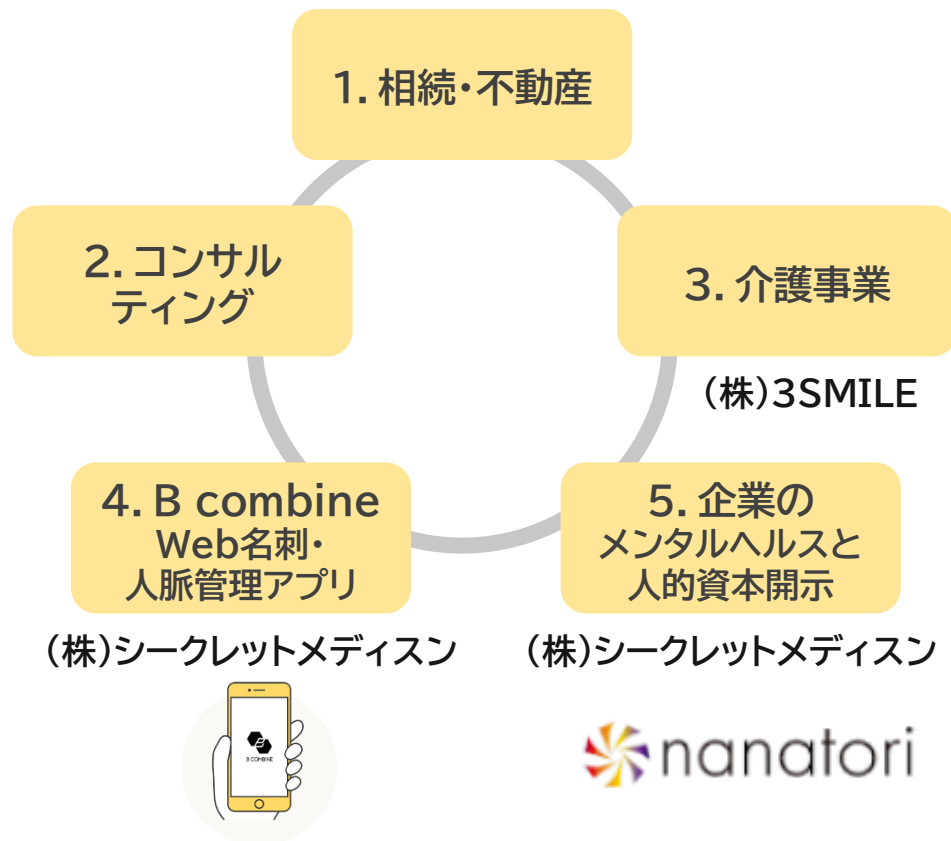 1. 相続・不動産
2. コンサル
ティング
3. 介護事業
(株)3SMILE
4. B combine
Web名刺・
人脈管理アプリ
(株)シークレットメディスン
B COMBINE
5. 企業の
メンタルヘルスと
人的資本開示
(株)シークレットメディスン
nanatori